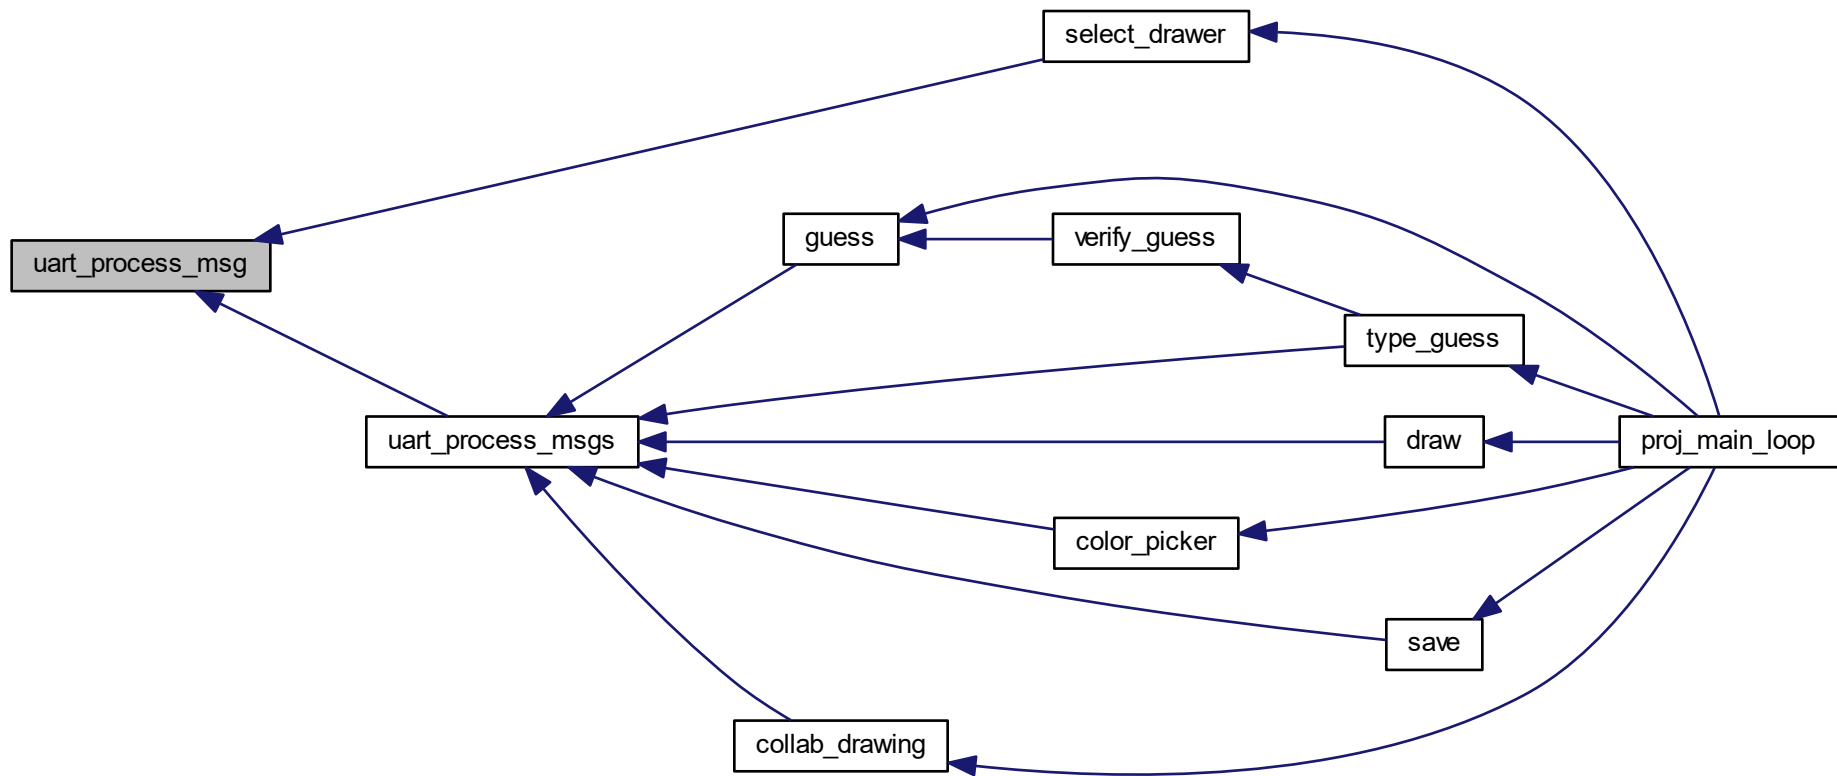 select_drawer
guess
verify_guess
uart_process_msg
type_guess
uart_process_msgs
draw
proj_main_loop
color_picker
save
collab_drawing